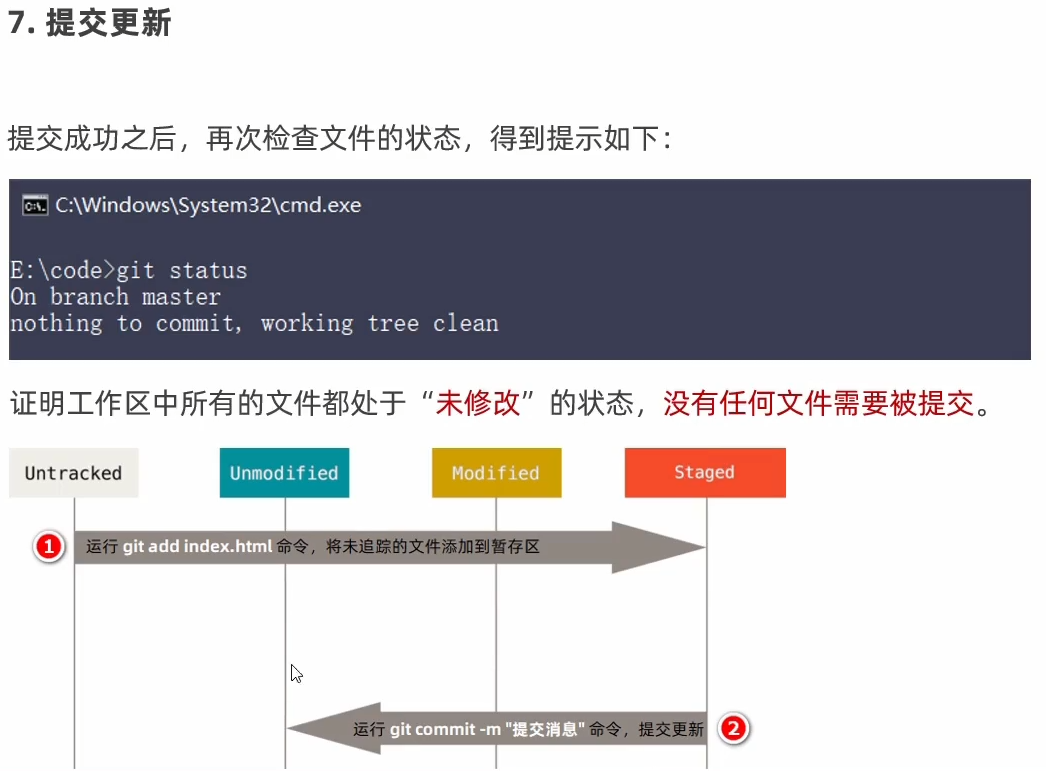 7. 提交更新
提交成功之后，再次检查文件的状态，得到提示如下：
C:\Windows\System32\cmd.exe
E:\code>git status
On branch master
nothing to commit, working tree clean
证明工作区中所有的文件都处于“未修改”的状态，没有任何文件需要被提交。
Untracked Unmodified Modified Staged
1 运行 git add index.html 命令，将未追踪的文件添加到暂存区
运行 git commit -m "提交消息" 命令，提交更新 2